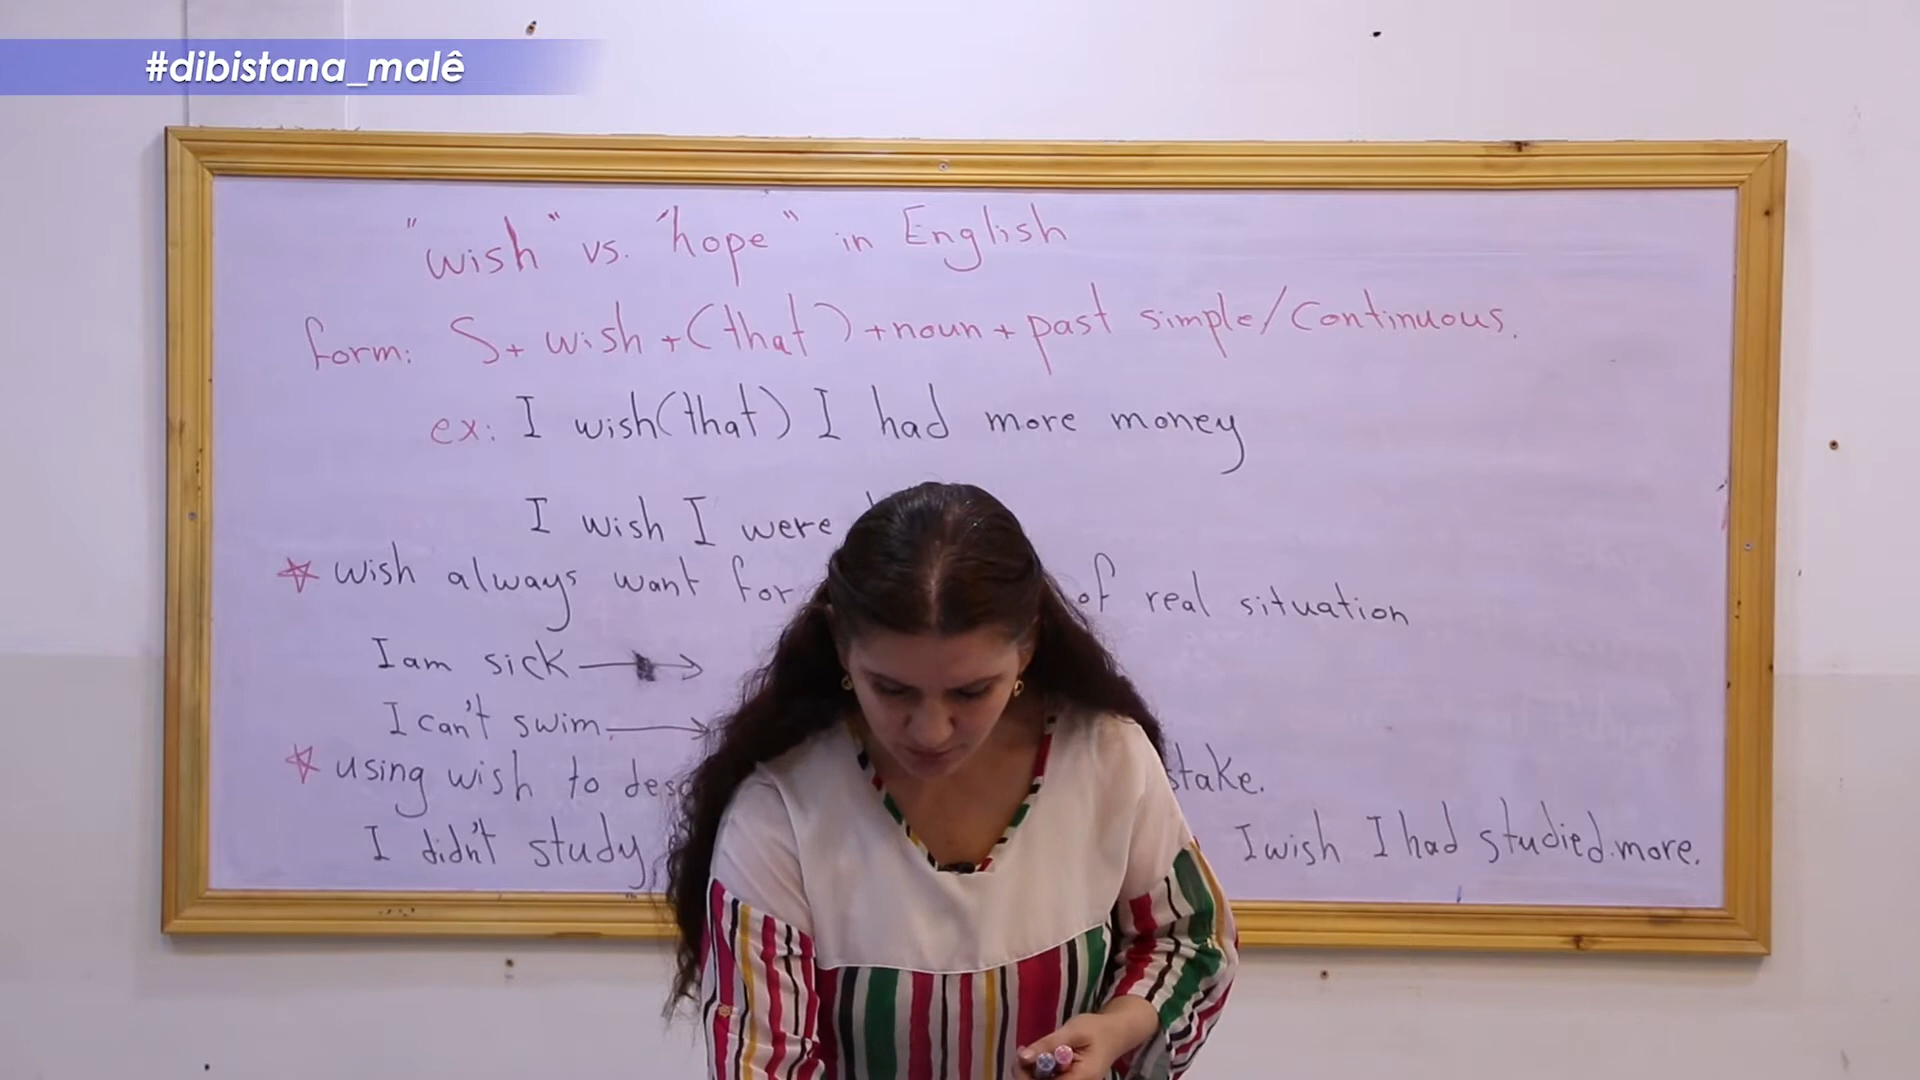 #dibistana_malê
"wish" vs. "hope" in English
form: S+ wish +(that) +noun + past simple/Continuous.
ex: I wish(that) I had more money
I wish I were
wish always want for of real situation
I am sick
I can't swim
using wish to
I didn't study I wish I had studied.more.